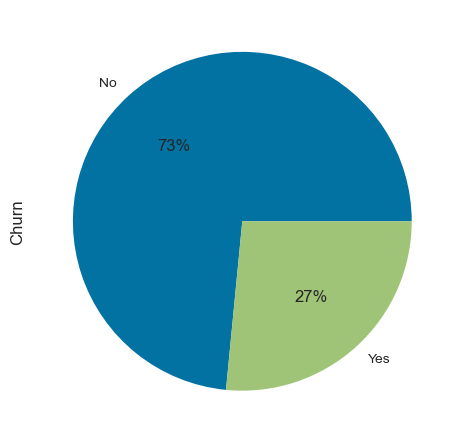 No
73%
Churn
27%
Yes